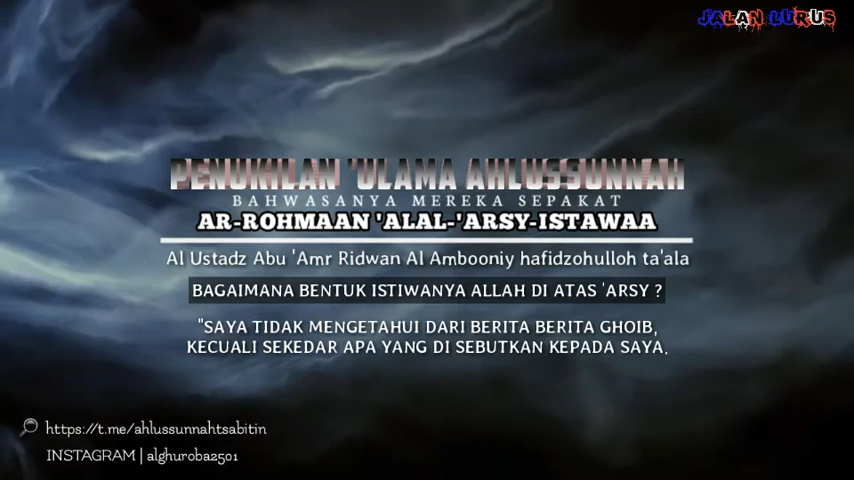 JALAN LURUS
PENUKILAN 'ULAMA AHLUSSUNNAH
BAHWASANYA MEREKA SEPAKAT
AR-ROHMAAN 'ALAL-'ARSY-ISTAWAA
Al Ustadz Abu 'Amr Ridwan Al Ambooniy hafidzohulloh ta'ala
BAGAIMANA BENTUK ISTIWANYA ALLAH DI ATAS 'ARSY ?
"SAYA TIDAK MENGETAHUI DARI BERITA BERITA GHOIB,
KECUALI SEKEDAR APA YANG DI SEBUTKAN KEPADA SAYA.
https://t.me/ahlussunnahtsabitin
INSTAGRAM | alghuroba2501